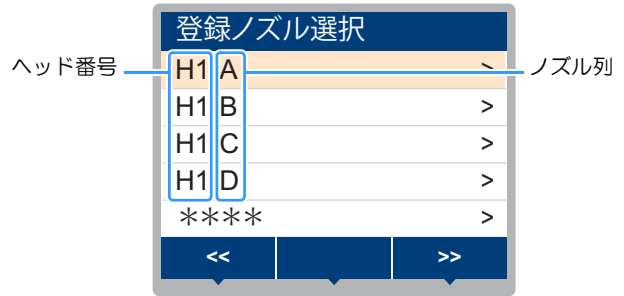 登録ノズル選択
ヘッド番号 H1 A > ノズル列
H1 B >
H1 C >
H1 D >
**** >
<< >>